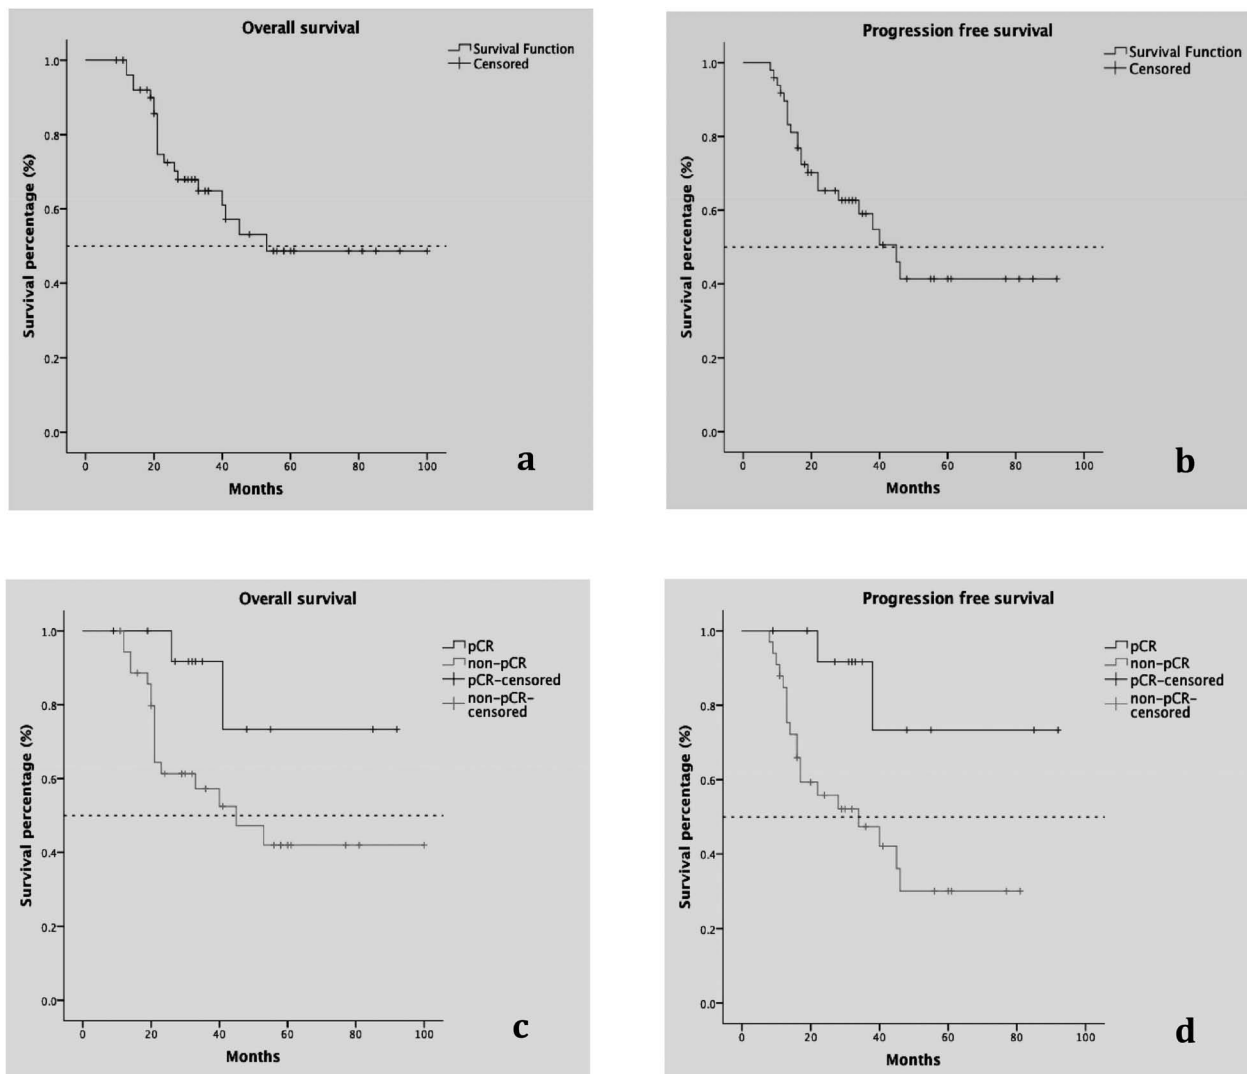 Overall survival
Survival Function
Censored
1.0
0.8
0.6
0.4
0.2
0.0
Survival percentage (%)
0 20 40 60 80 100
Months
a
Progression free survival
Survival Function
Censored
1.0
0.8
0.6
0.4
0.2
0.0
Survival percentage (%)
0 20 40 60 80 100
Months
b
Overall survival
pCR
non-pCR
pCR-censored
non-pCR-
censored
1.0
0.8
0.6
0.4
0.2
0.0
Survival percentage (%)
0 20 40 60 80 100
Months
c
Progression free survival
pCR
non-pCR
pCR-censored
non-pCR-
censored
1.0
0.8
0.6
0.4
0.2
0.0
Survival percentage (%)
0 20 40 60 80 100
Months
d